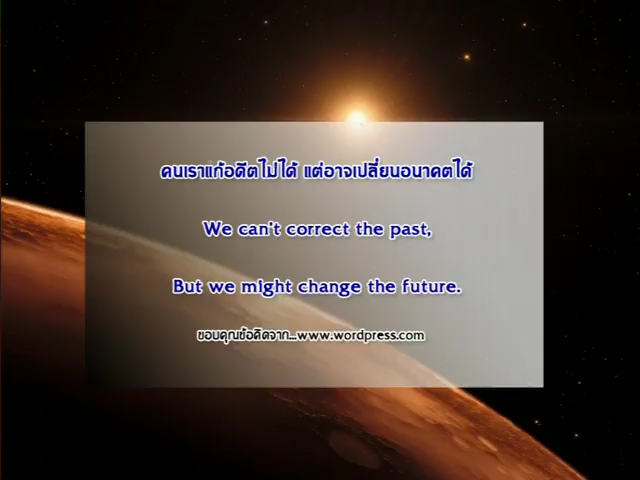 คนเราแก้อดีตไม่ได้ แต่อาจเปลี่ยนอนาคตได้
We can't correct the past,
But we might change the future.
ขอบคุณข้อคิดจาก...www.wordpress.com